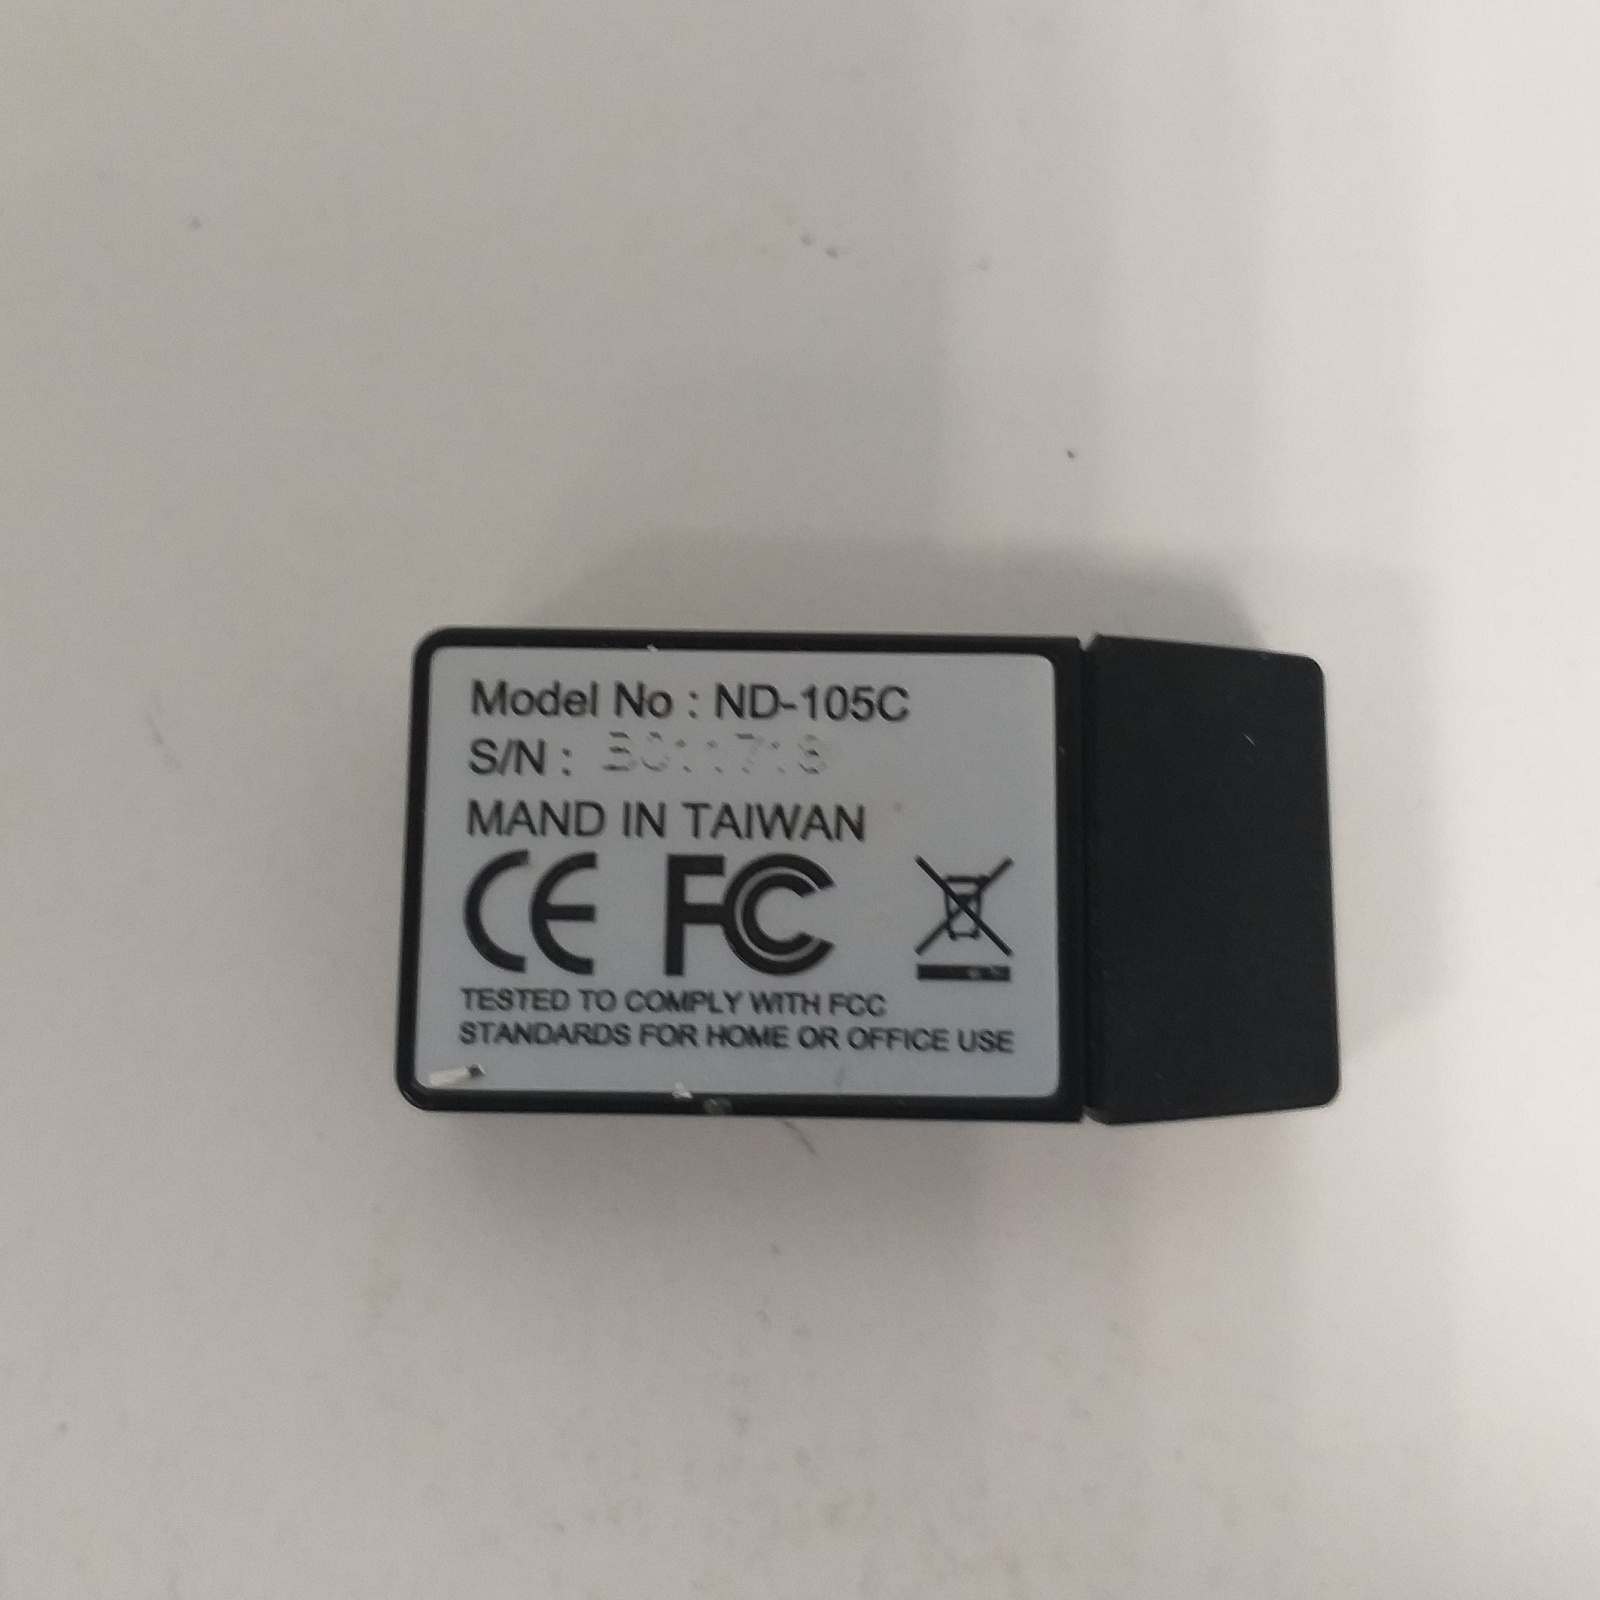 Model No : ND-105C
S/N :
MAND IN TAIWAN
CE FC
TESTED TO COMPLY WITH FCC
STANDARDS FOR HOME OR OFFICE USE